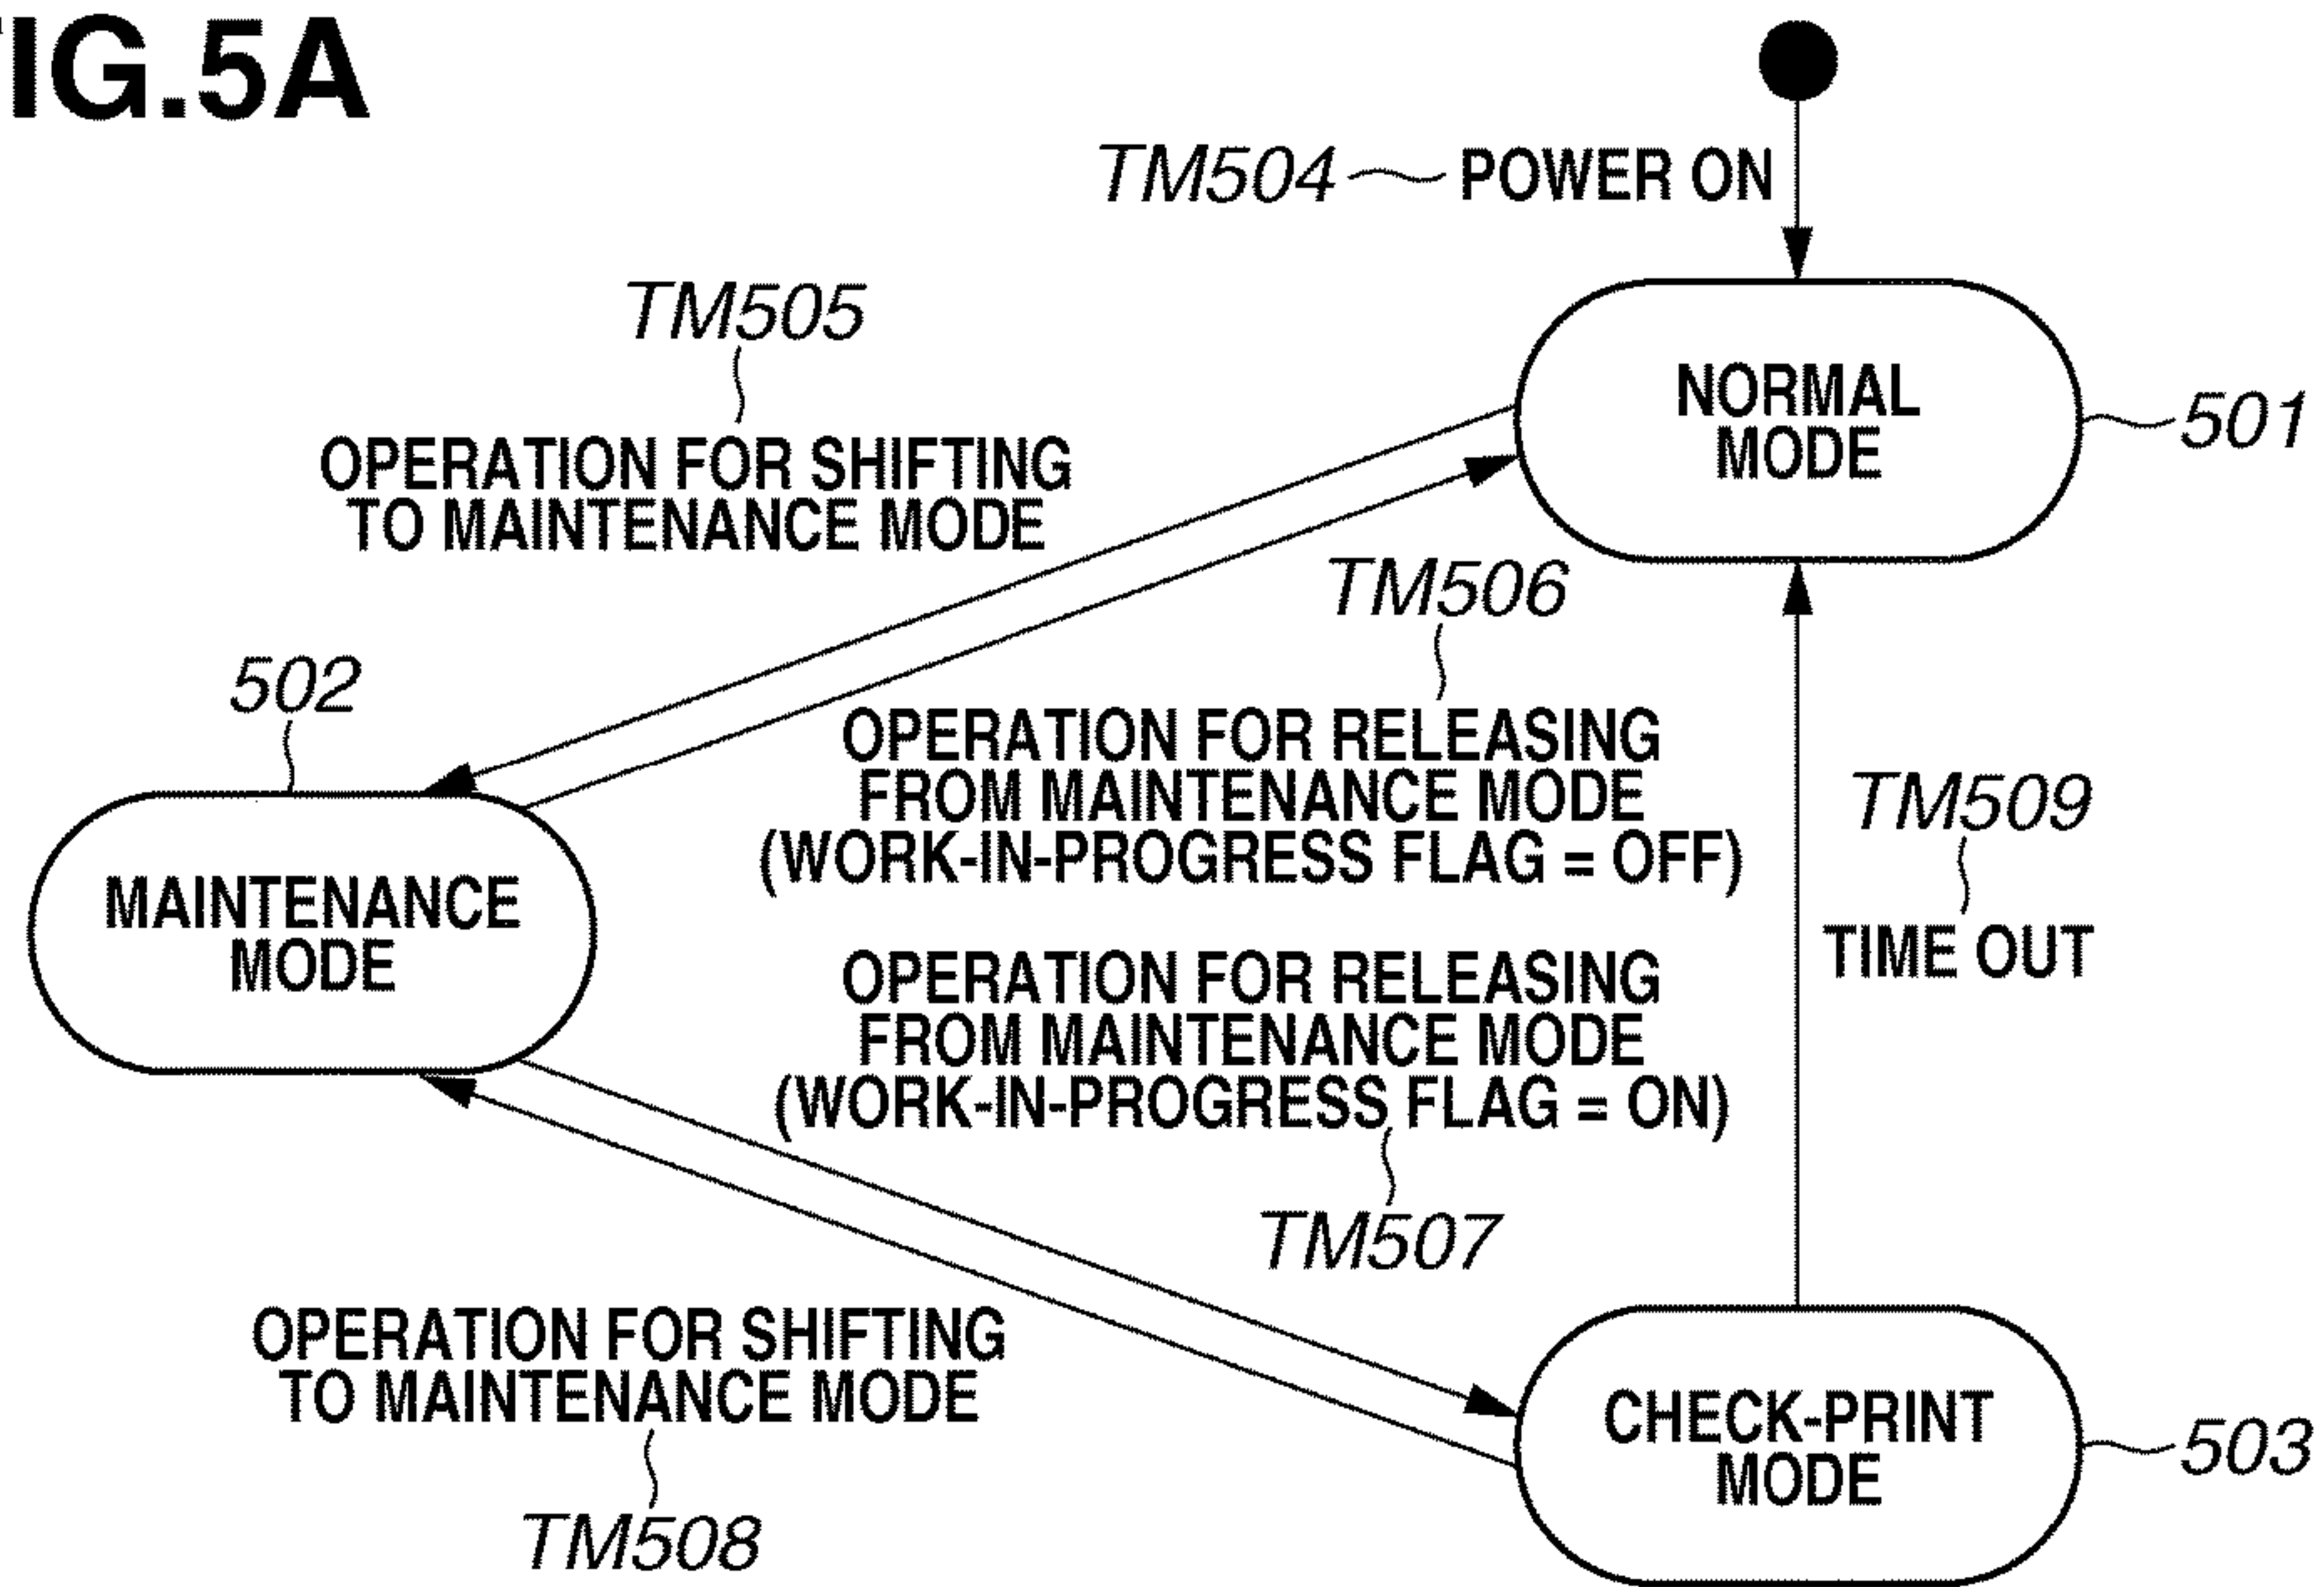 FIG.5A
TM504
POWER ON
TM505
OPERATION FOR SHIFTING
TO MAINTENANCE MODE
NORMAL
MODE
501
TM506
502
OPERATION FOR RELEASING
FROM MAINTENANCE MODE
(WORK-IN-PROGRESS FLAG = OFF)
TM509
TIME OUT
MAINTENANCE
MODE
OPERATION FOR RELEASING
FROM MAINTENANCE MODE
(WORK-IN-PROGRESS FLAG = ON)
TM507
OPERATION FOR SHIFTING
TO MAINTENANCE MODE
TM508
CHECK-PRINT
MODE
503